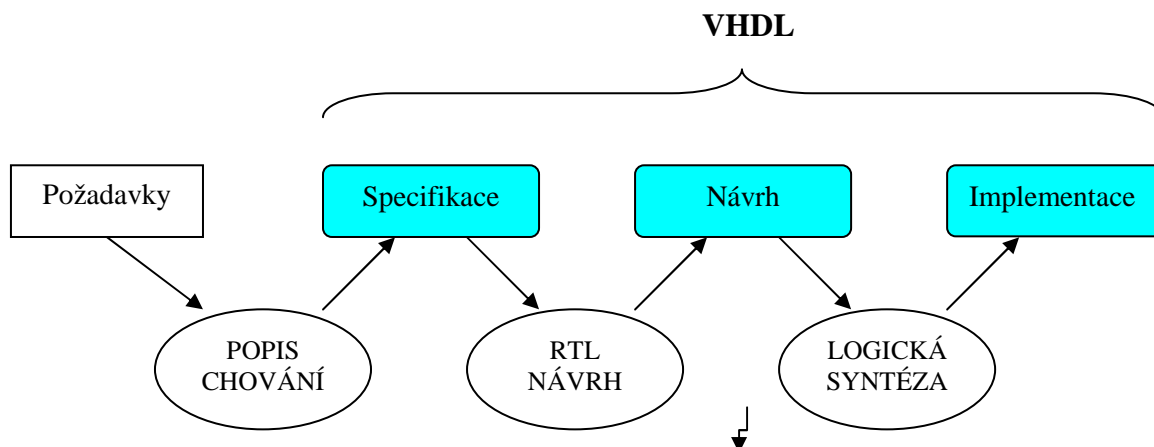 VHDL
Požadavky
Specifikace
Návrh
Implementace
POPIS
CHOVÁNÍ
RTL
NÁVRH
LOGICKÁ
SYNTÉZA